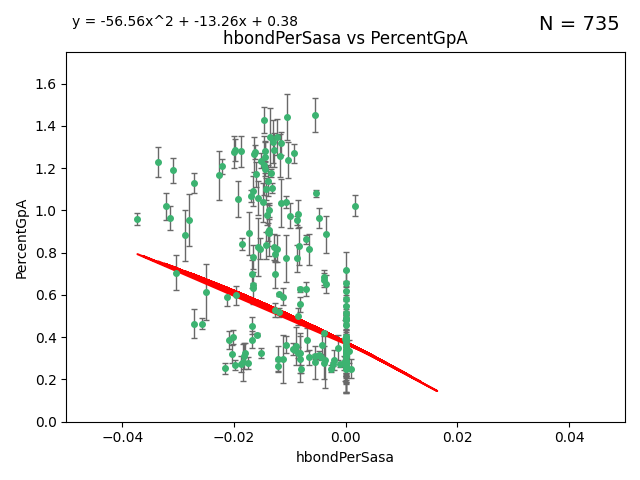 y = -56.56x^2 + -13.26x + 0.38
N = 735
hbondPerSasa vs PercentGpA
PercentGpA
1.6
1.4
1.2
1.0
0.8
0.6
0.4
0.2
0.0
−0.04 −0.02 0.00 0.02 0.04
hbondPerSasa